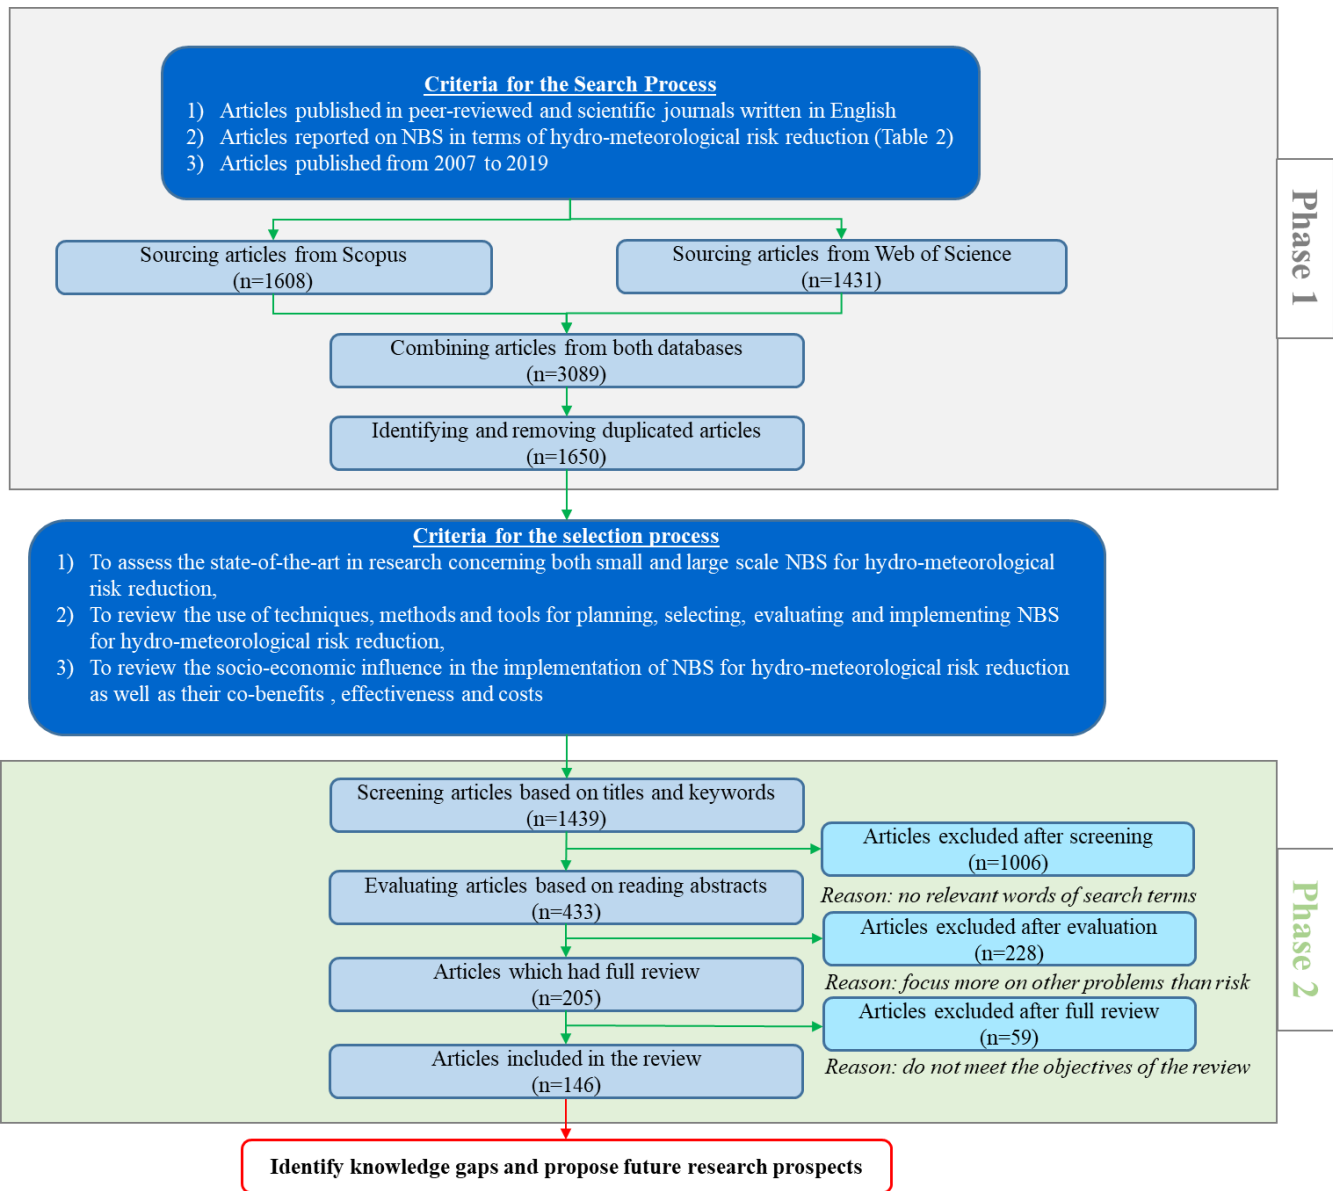 Criteria for the Search Process
1) Articles published in peer-reviewed and scientific journals written in English
2) Articles reported on NBS in terms of hydro-meteorological risk reduction (Table 2)
3) Articles published from 2007 to 2019
Phase 1
Sourcing articles from Scopus
(n=1608)
Sourcing articles from Web of Science
(n=1431)
Combining articles from both databases
(n=3089)
Identifying and removing duplicated articles
(n=1650)
Criteria for the selection process
1) To assess the state-of-the-art in research concerning both small and large scale NBS for hydro-meteorological
risk reduction,
2) To review the use of techniques, methods and tools for planning, selecting, evaluating and implementing NBS
for hydro-meteorological risk reduction,
3) To review the socio-economic influence in the implementation of NBS for hydro-meteorological risk reduction
as well as their co-benefits , effectiveness and costs
Phase 2
Screening articles based on titles and keywords
(n=1439)
Articles excluded after screening
(n=1006)
Reason: no relevant words of search terms
Evaluating articles based on reading abstracts
(n=433)
Articles excluded after evaluation
(n=228)
Reason: focus more on other problems than risk
Articles which had full review
(n=205)
Articles excluded after full review
(n=59)
Reason: do not meet the objectives of the review
Articles included in the review
(n=146)
Identify knowledge gaps and propose future research prospects